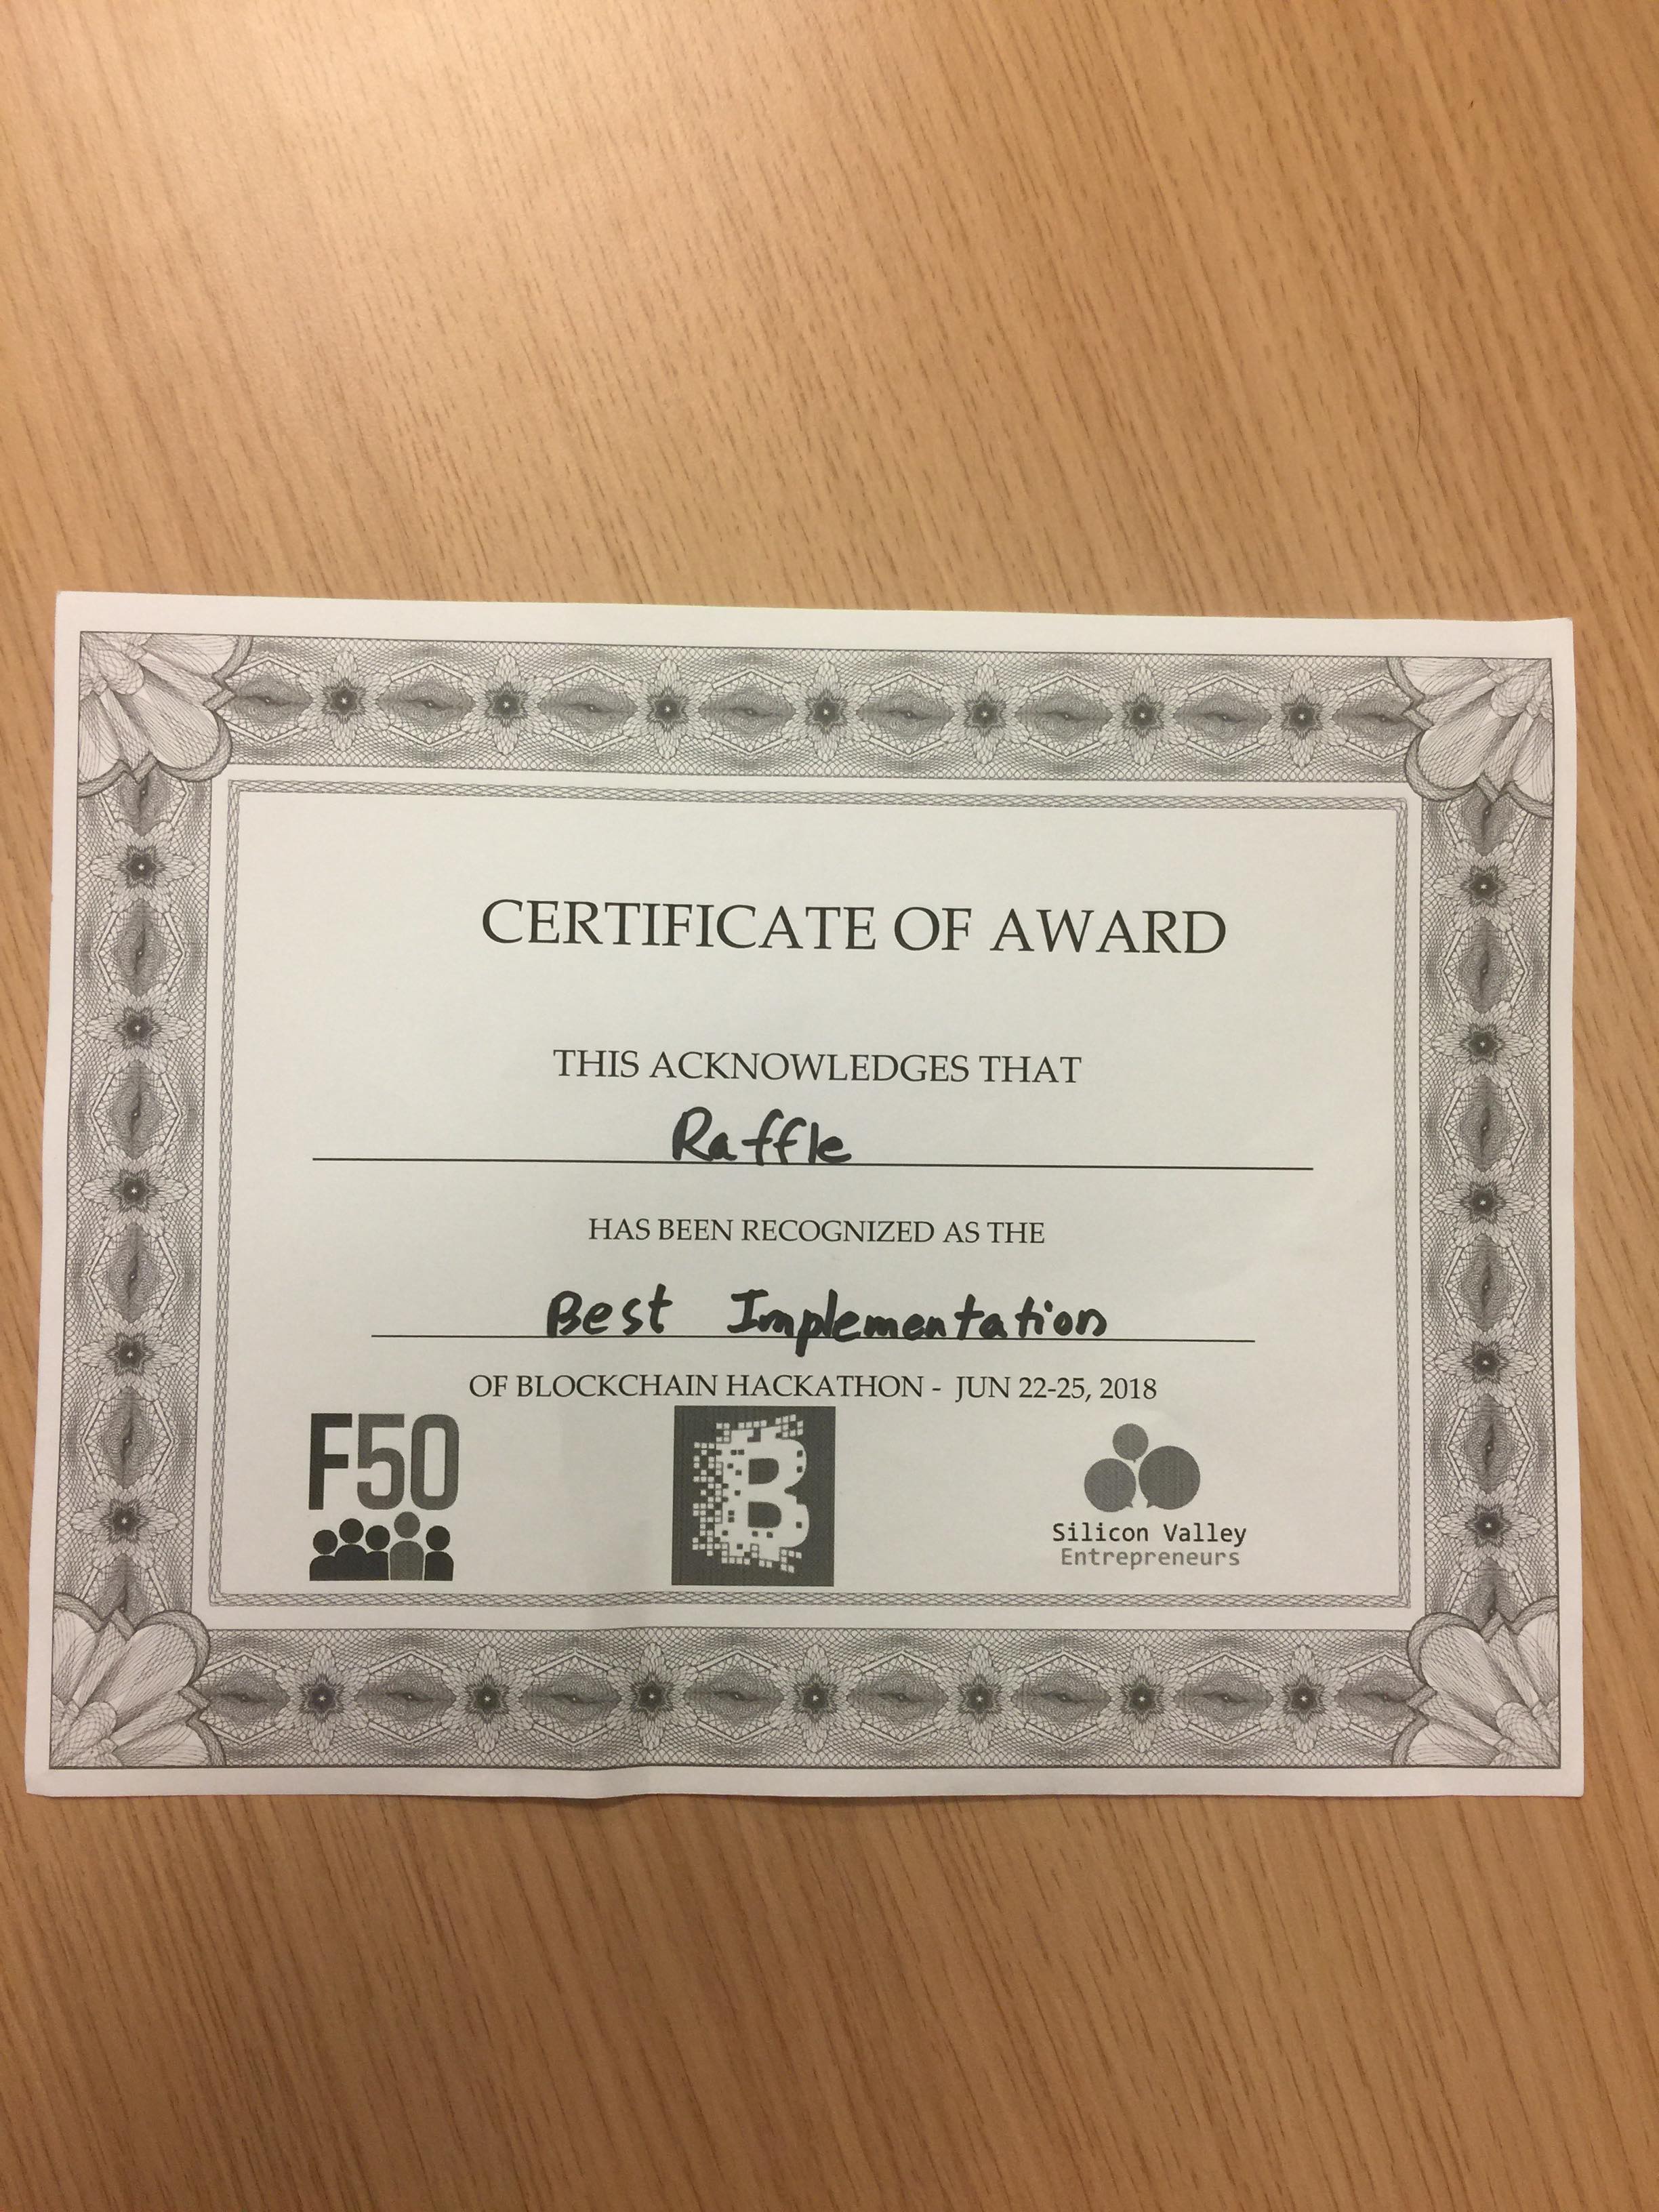 CERTIFICATE OF AWARD
THIS ACKNOWLEDGES THAT
Raffle
HAS BEEN RECOGNIZED AS THE
Best Implementation
OF BLOCKCHAIN HACKATHON - JUN 22-25, 2018
F50
B
Silicon Valley
Entrepreneurs